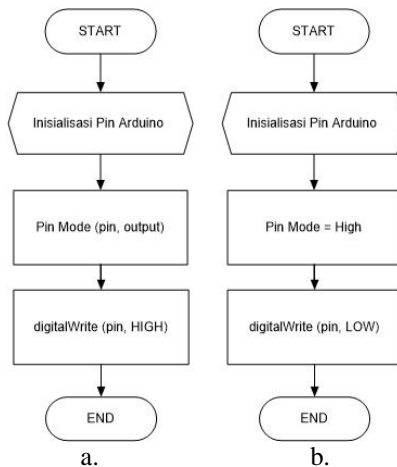 START
Inisialisasi Pin Arduino
Pin Mode (pin, output)
digitalWrite (pin, HIGH)
END
a.
START
Inisialisasi Pin Arduino
Pin Mode = High
digitalWrite (pin, LOW)
END
b.